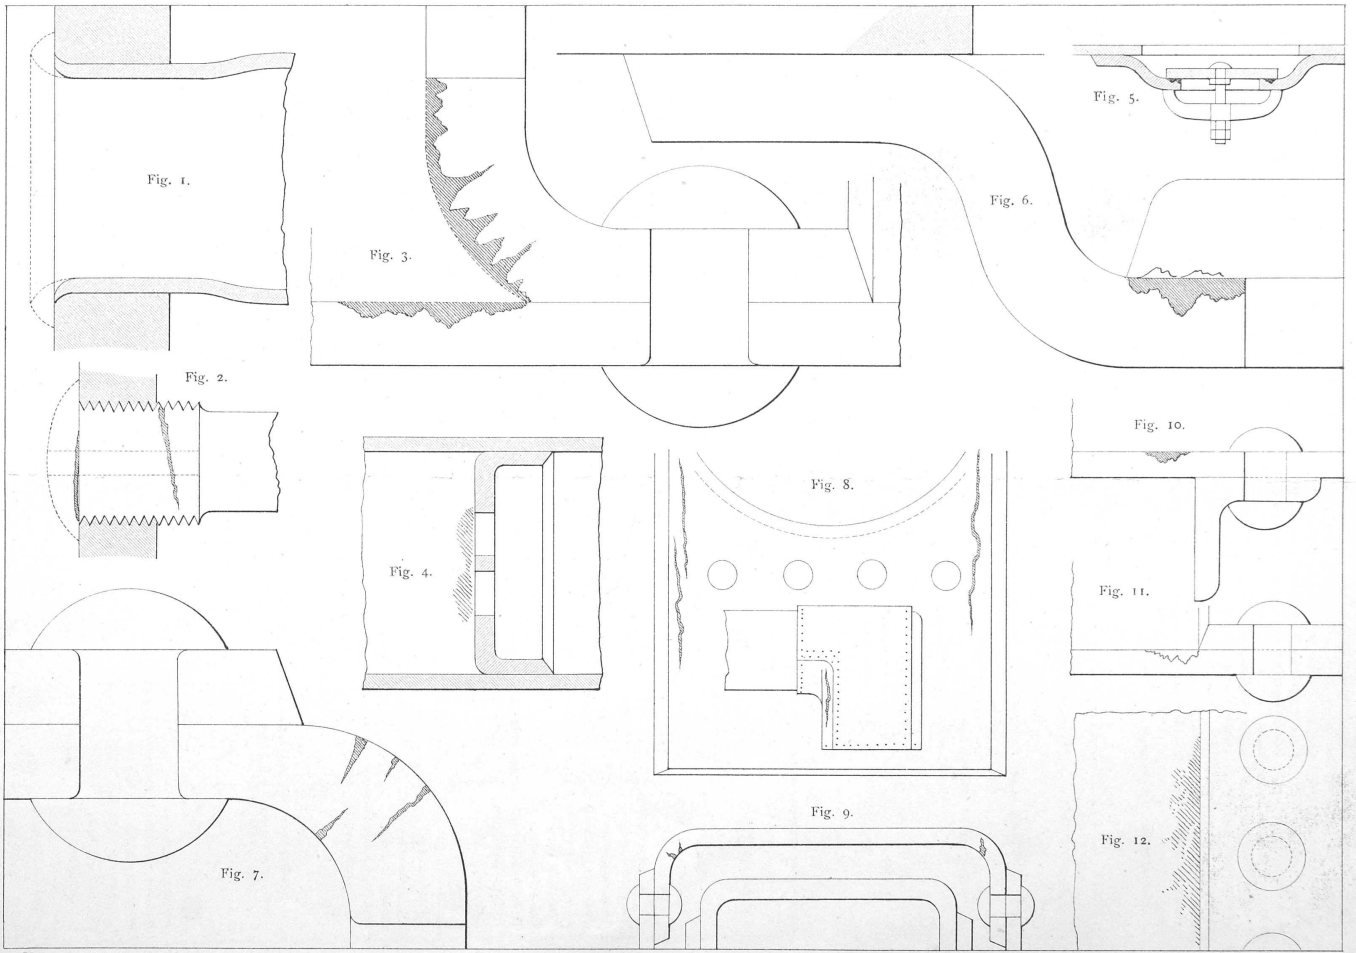 Fig. 1.
Fig. 2.
Fig. 3.
Fig. 4.
Fig. 5.
Fig. 6.
Fig. 7.
Fig. 8.
Fig. 9.
Fig. 10.
Fig. 11.
Fig. 12.